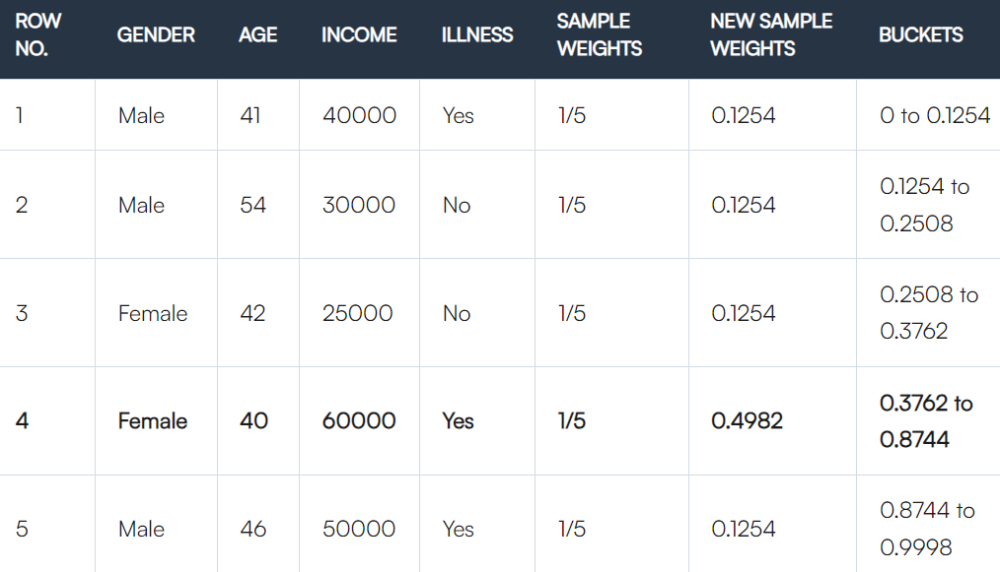 ROW NO. GENDER AGE INCOME ILLNESS SAMPLE WEIGHTS NEW SAMPLE WEIGHTS BUCKETS
1 Male 41 40000 Yes 1/5 0.1254 0 to 0.1254
2 Male 54 30000 No 1/5 0.1254 0.1254 to 0.2508
3 Female 42 25000 No 1/5 0.1254 0.2508 to 0.3762
4 Female 40 60000 Yes 1/5 0.4982 0.3762 to 0.8744
5 Male 46 50000 Yes 1/5 0.1254 0.8744 to 0.9998